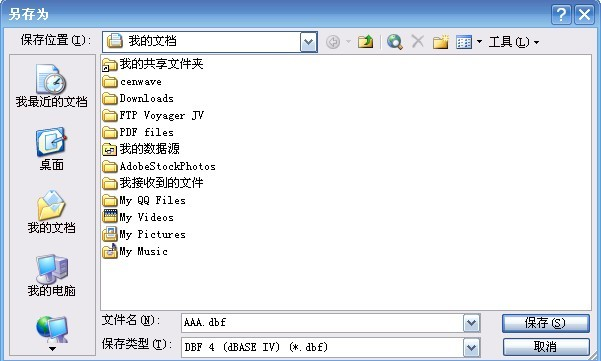 另存为
保存位置(I):
我的文档
工具(L)
我最近的文档
桌面
我的文档
我的电脑
我的共享文件夹
cenwave
Downloads
FTP Voyager JV
PDF files
我的数据源
AdobeStockPhotos
我接收到的文件
My QQ Files
My Videos
My Pictures
My Music
文件名(N):
AAA.dbf
保存(S)
保存类型(T):
DBF 4 (dBASE IV) (*.dbf)
取消